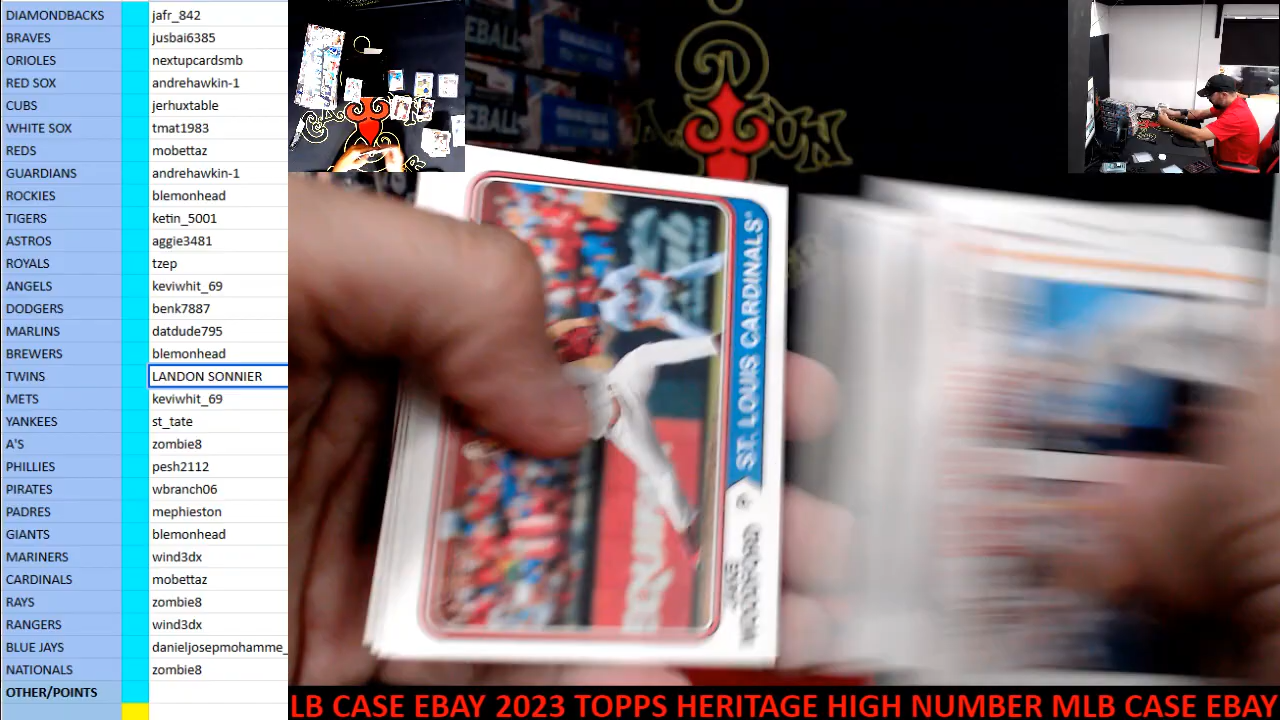 DIAMONDBACKS jafr_842
BRAVES jusbai6385
ORIOLES nextupcardsmb
RED SOX andrehawkin-1
CUBS jerhuxtable
WHITE SOX tmat1983
REDS mobettaz
GUARDIANS andrehawkin-1
ROCKIES blemonhead
TIGERS ketin_5001
ASTROS aggie3481
ROYALS tzep
ANGELS keviwhit_69
DODGERS benk7887
MARLINS datdude795
BREWERS blemonhead
TWINS LANDON SONNIER
METS keviwhit_69
YANKEES st_tate
A'S zombie8
PHILLIES pesh2112
PIRATES wbranch06
PADRES mephieston
GIANTS blemonhead
MARINERS wind3dx
CARDINALS mobettaz
RAYS zombie8
RANGERS wind3dx
BLUE JAYS danieljosepmohamme_
NATIONALS zombie8
OTHER/POINTS
ST. LOUIS CARDINALS
WOODFORD
LB CASE EBAY 2023 TOPPS HERITAGE HIGH NUMBER MLB CASE EBAY